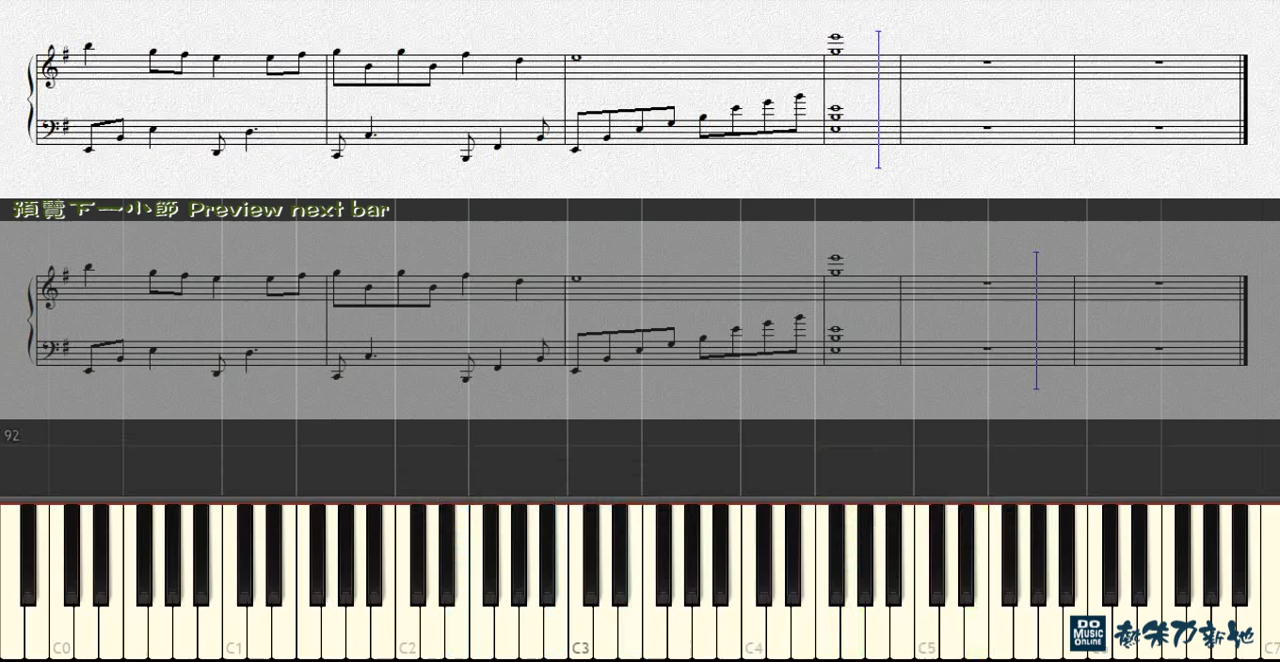 預覽下一小節 Preview next bar
92
C0 C1 C2 C3 C4 C5 C7
DO
MUSIC
ONLINE